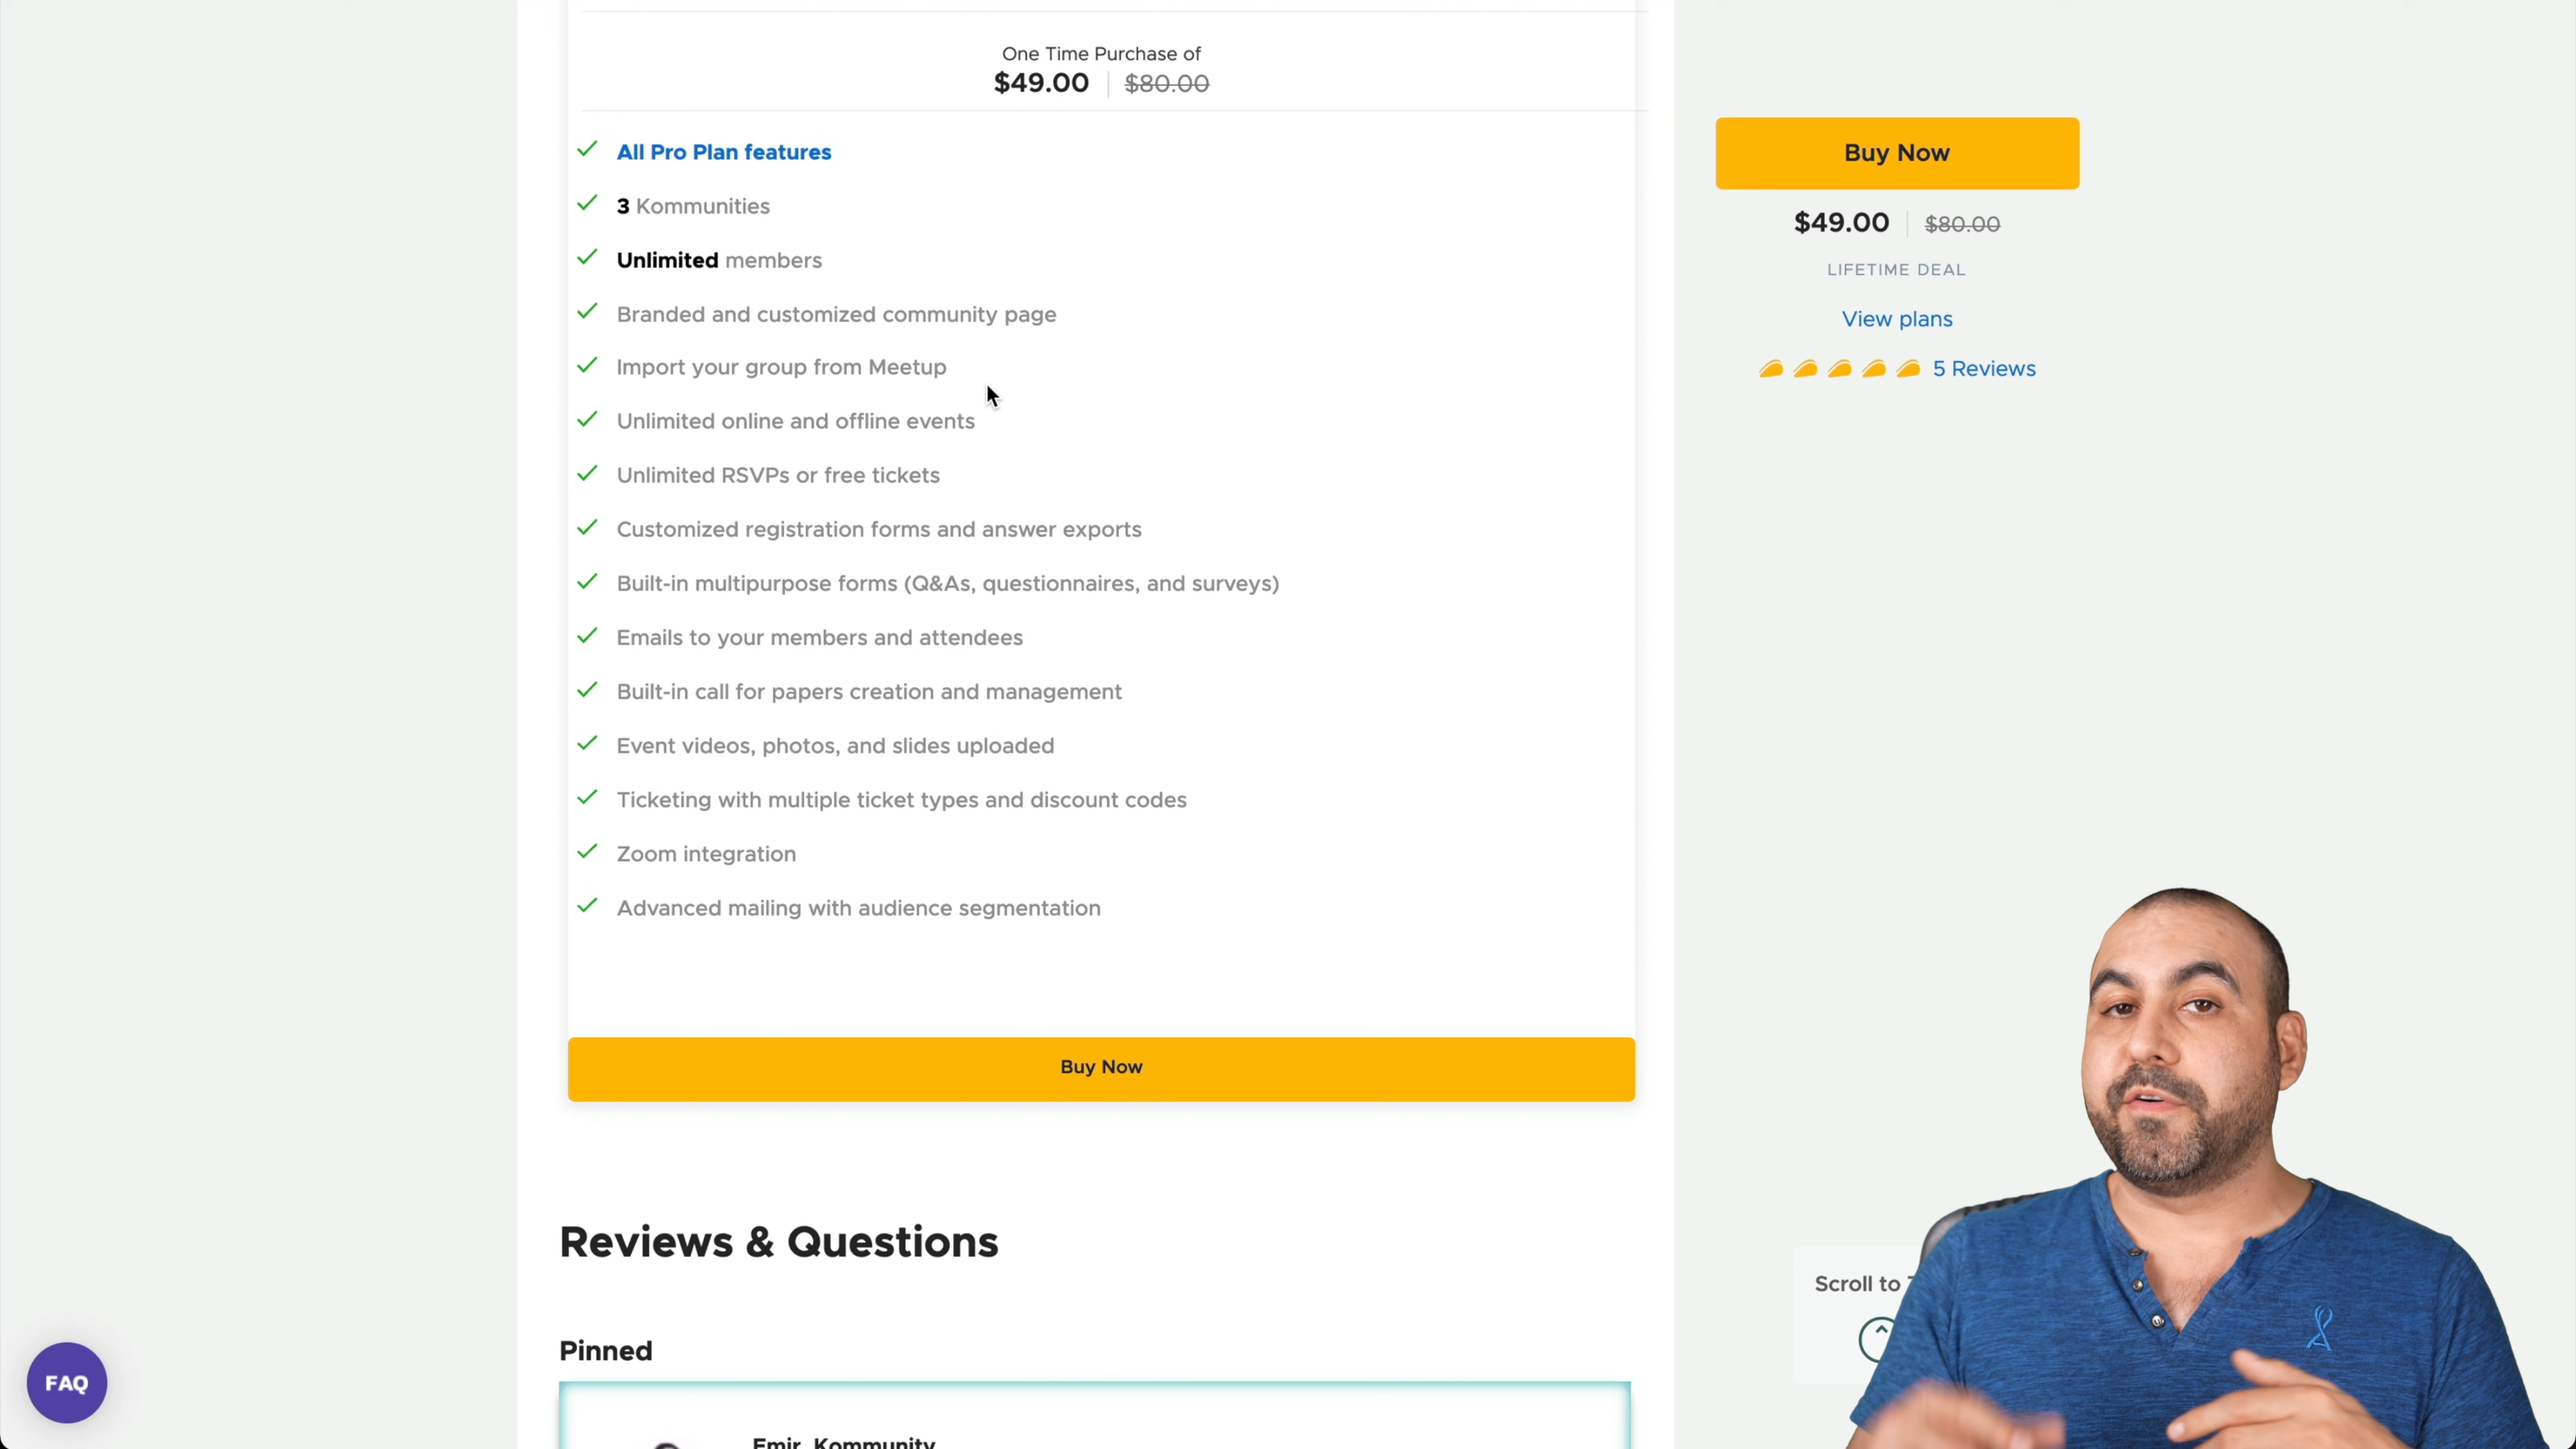 One Time Purchase of
$49.00 $80.00
All Pro Plan features
3 Kommunities
Unlimited members
Branded and customized community page
Import your group from Meetup
Unlimited online and offline events
Unlimited RSVPs or free tickets
Customized registration forms and answer exports
Built-in multipurpose forms (Q&As, questionnaires, and surveys)
Emails to your members and attendees
Built-in call for papers creation and management
Event videos, photos, and slides uploaded
Ticketing with multiple ticket types and discount codes
Zoom integration
Advanced mailing with audience segmentation
Buy Now
Reviews & Questions
Pinned
Emir_Kommunity
Buy Now
$49.00 $80.00
LIFETIME DEAL
View plans
5 Reviews
Scroll to
FAQ